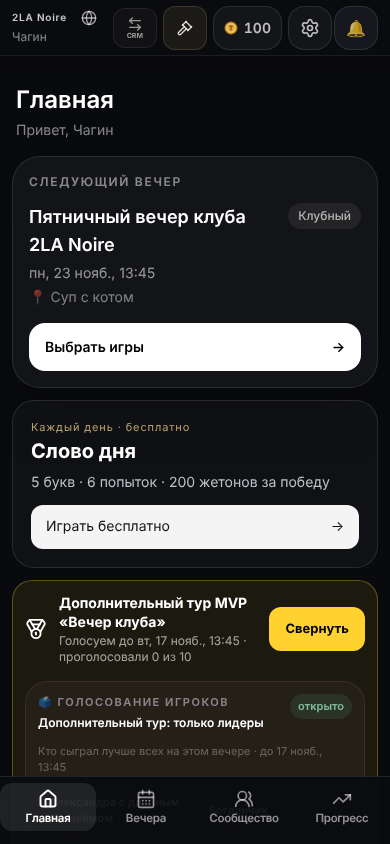 2LA Noire
Чагин
CRM
100
Главная
Привет, Чагин
СЛЕДУЮЩИЙ ВЕЧЕР
Пятничный вечер клуба
2LA Noire
Клубный
пн, 23 нояб., 13:45
Суп с котом
Выбрать игры →
Каждый день · бесплатно
Слово дня
5 букв · 6 попыток · 200 жетонов за победу
Играть бесплатно →
Дополнительный тур MVP
«Вечер клуба»
Голосуем до вт, 17 нояб., 13:45 ·
проголосовали 0 из 10
Свернуть
ГОЛОСОВАНИЕ ИГРОКОВ
открыто
Дополнительный тур: только лидеры
Кто сыграл лучше всех на этом вечере · до 17 нояб.,
13:45
Главная
Вечера
Сообщество
Прогресс